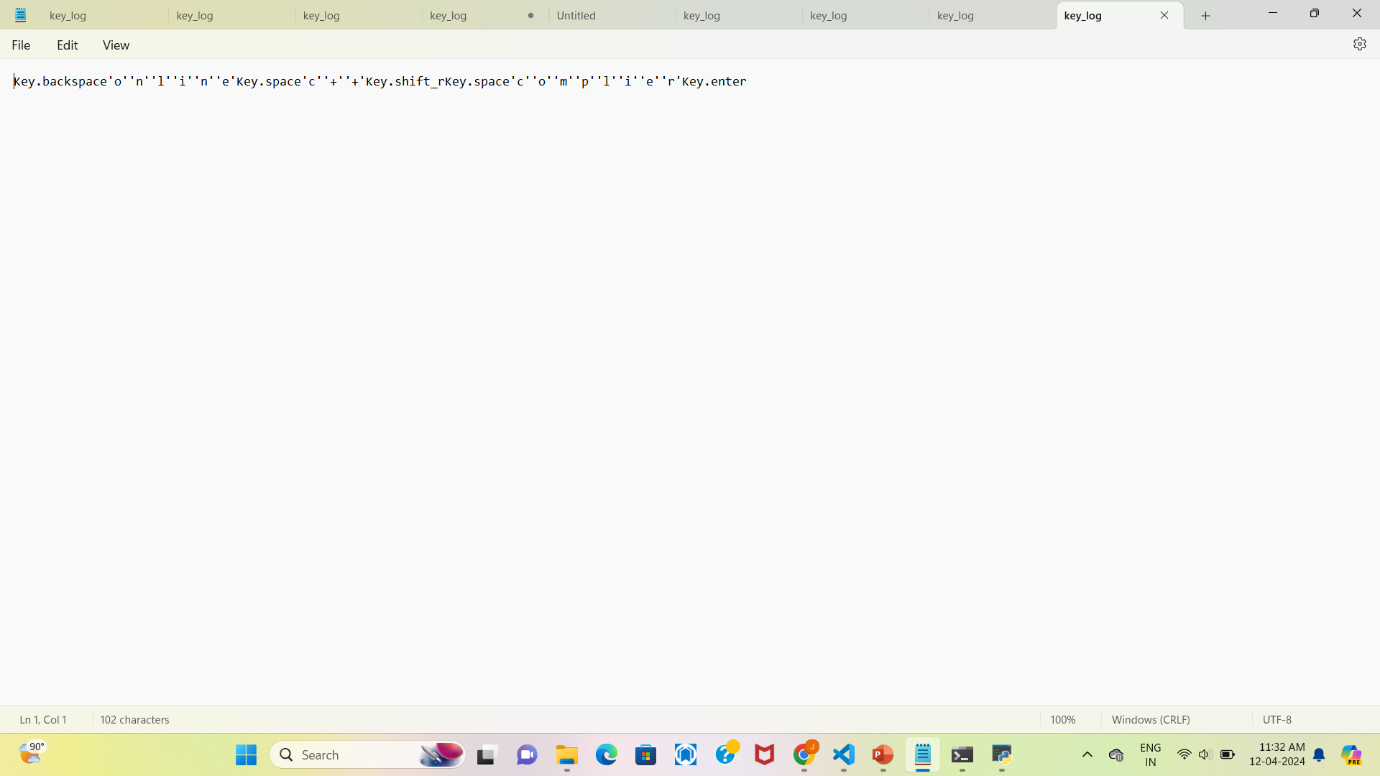 key_log key_log key_log key_log Untitled key_log key_log key_log key_log
File Edit View
Key.backspace'o''n''l''i''n''e'Key.space'c''+''+'Key.shift_rKey.space'c''o''m''p''l''i''e''r'Key.enter
Ln 1, Col 1 102 characters 100% Windows (CRLF) UTF-8
90° Search ENG 11:32 AM
IN 12-04-2024 PRE